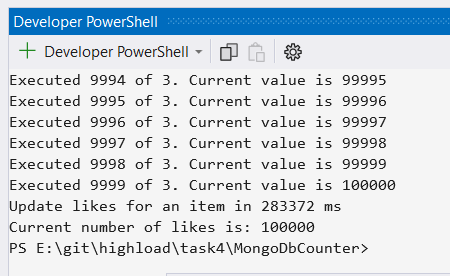 Developer PowerShell
Developer PowerShell
Executed 9994 of 3. Current value is 99995
Executed 9995 of 3. Current value is 99996
Executed 9996 of 3. Current value is 99997
Executed 9997 of 3. Current value is 99998
Executed 9998 of 3. Current value is 99999
Executed 9999 of 3. Current value is 100000
Update likes for an item in 283372 ms
Current number of likes is: 100000
PS E:\git\highload\task4\MongoDbCounter>